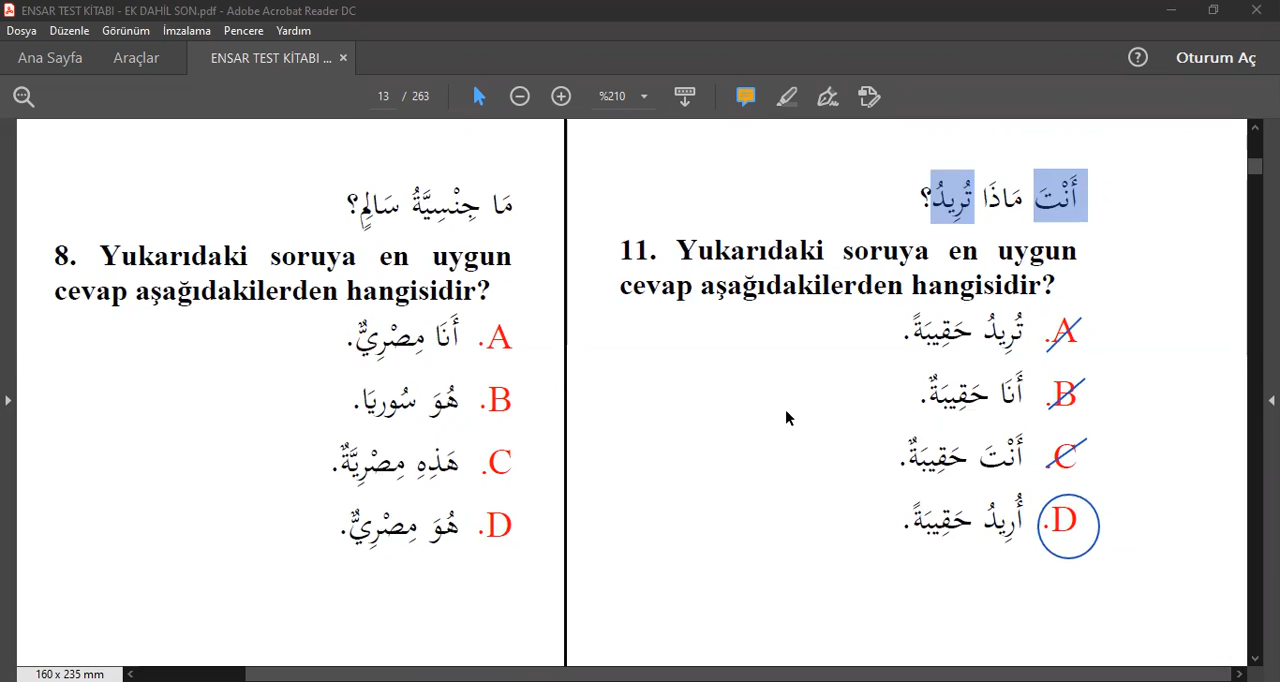 ENSAR TEST KİTABI - EK DAHİL SON.pdf - Adobe Acrobat Reader DC
Dosya Düzenle Görünüm İmzalama Pencere Yardım
Ana Sayfa Araçlar ENSAR TEST KİTABI ... × Oturum Aç
13 / 263 %210
مَا جِنْسِيَّةُ سَالِمٍ؟
8. Yukarıdaki soruya en uygun
cevap aşağıdakilerden hangisidir?
A. أَنَا مِصْرِيٌّ.
B. هُوَ سُورِيَا.
C. هَذِهِ مِصْرِيَّةٌ.
D. هُوَ مِصْرِيٌّ.
أَنْتَ مَاذَا تُرِيدُ؟
11. Yukarıdaki soruya en uygun
cevap aşağıdakilerden hangisidir?
A. تُرِيدُ حَقِيبَةً.
B. أَنَا حَقِيبَةٌ.
C. أَنْتَ حَقِيبَةٌ.
D. أُرِيدُ حَقِيبَةً.
160 x 235 mm